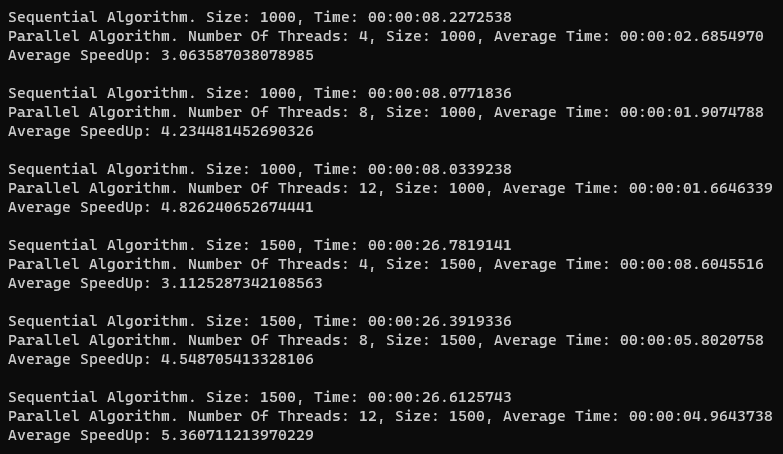 Sequential Algorithm. Size: 1000, Time: 00:00:08.2272538
Parallel Algorithm. Number Of Threads: 4, Size: 1000, Average Time: 00:00:02.6854970
Average SpeedUp: 3.063587038078985
Sequential Algorithm. Size: 1000, Time: 00:00:08.0771836
Parallel Algorithm. Number Of Threads: 8, Size: 1000, Average Time: 00:00:01.9074788
Average SpeedUp: 4.234481452690326
Sequential Algorithm. Size: 1000, Time: 00:00:08.0339238
Parallel Algorithm. Number Of Threads: 12, Size: 1000, Average Time: 00:00:01.6646339
Average SpeedUp: 4.826240652674441
Sequential Algorithm. Size: 1500, Time: 00:00:26.7819141
Parallel Algorithm. Number Of Threads: 4, Size: 1500, Average Time: 00:00:08.6045516
Average SpeedUp: 3.1125287342108563
Sequential Algorithm. Size: 1500, Time: 00:00:26.3919336
Parallel Algorithm. Number Of Threads: 8, Size: 1500, Average Time: 00:00:05.8020758
Average SpeedUp: 4.548705413328106
Sequential Algorithm. Size: 1500, Time: 00:00:26.6125743
Parallel Algorithm. Number Of Threads: 12, Size: 1500, Average Time: 00:00:04.9643738
Average SpeedUp: 5.360711213970229